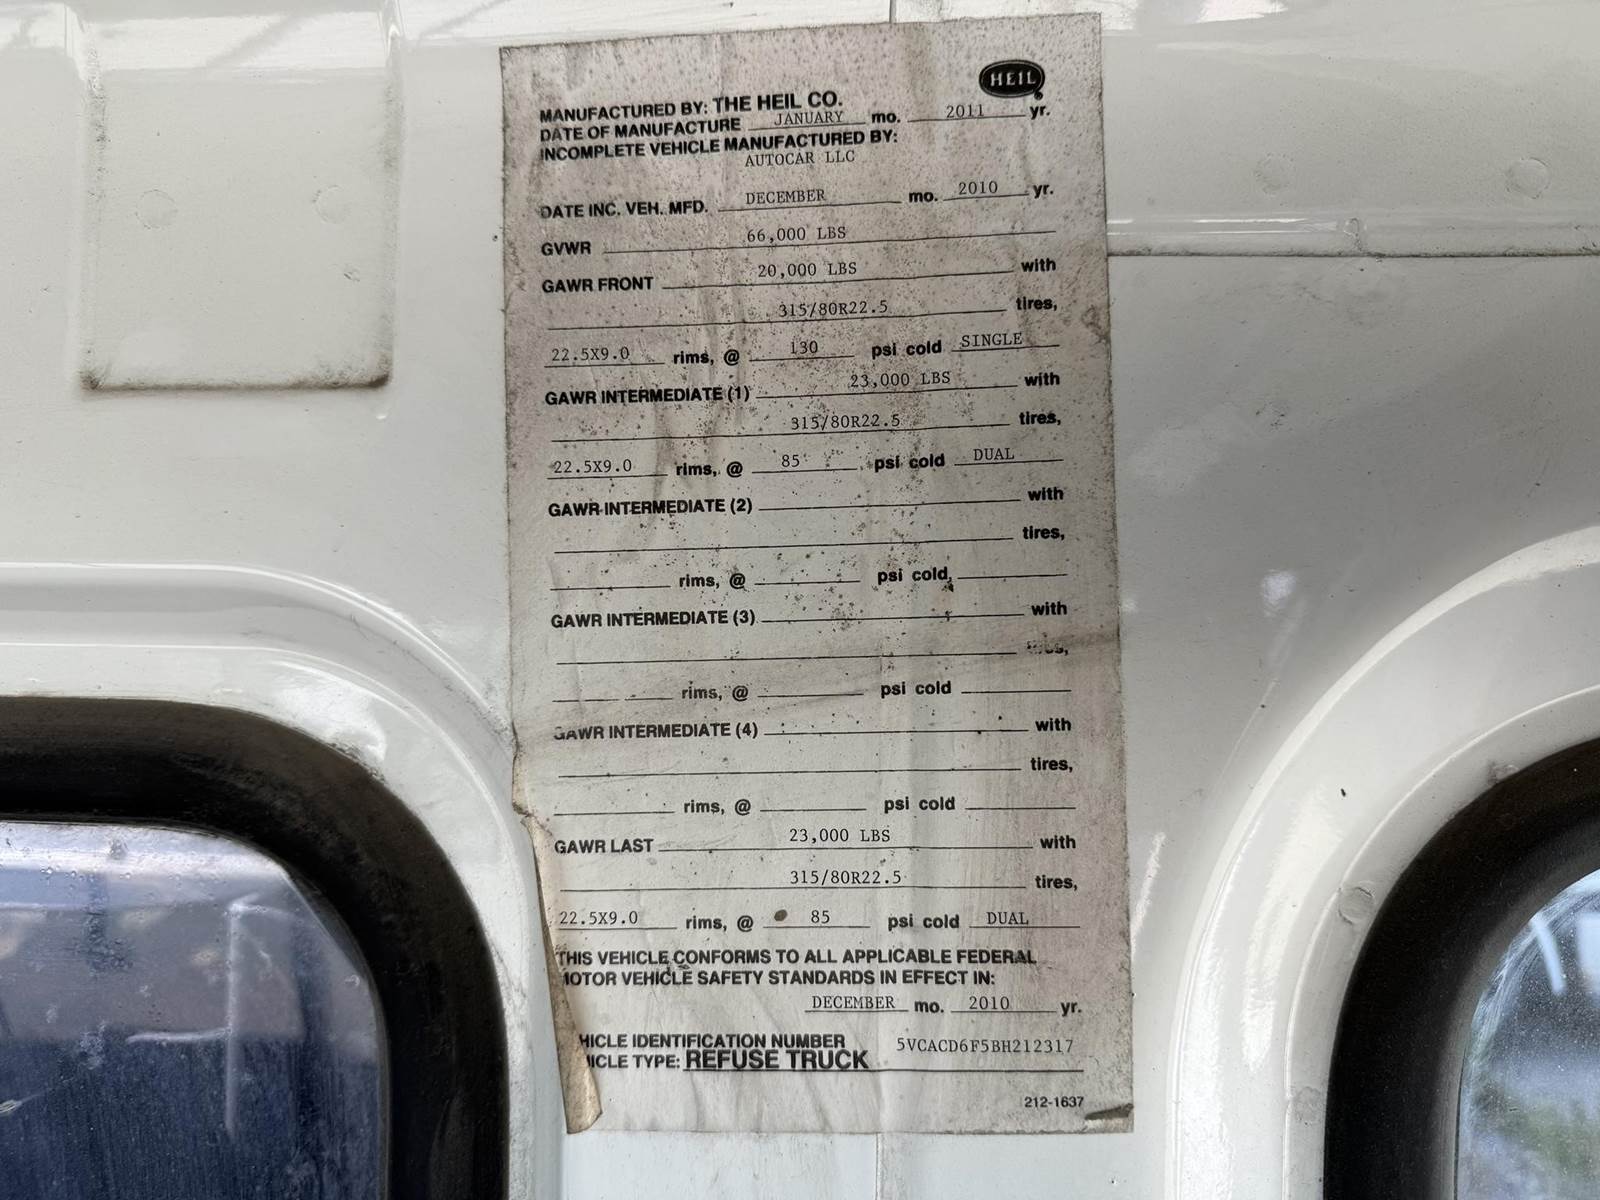 HEIL
MANUFACTURED BY: THE HEIL CO.
DATE OF MANUFACTURE JANUARY mo. 2011 yr.
INCOMPLETE VEHICLE MANUFACTURED BY:
AUTOCAR LLC
DATE INC. VEH. MFD. DECEMBER mo. 2010 yr.
GVWR 66,000 LBS
GAWR FRONT 20,000 LBS with
315/80R22.5 tires,
22.5X9.0 rims, @ 130 psi cold SINGLE
GAWR INTERMEDIATE (1) 23,000 LBS with
315/80R22.5 tires,
22.5X9.0 rims, @ 85 psi cold DUAL
GAWR INTERMEDIATE (2) with
tires,
rims, @ psi cold,
GAWR INTERMEDIATE (3) with
tires,
rims, @ psi cold
GAWR INTERMEDIATE (4) with
tires,
rims, @ psi cold
GAWR LAST 23,000 LBS with
315/80R22.5 tires,
22.5X9.0 rims, @ 85 psi cold DUAL
THIS VEHICLE CONFORMS TO ALL APPLICABLE FEDERAL
MOTOR VEHICLE SAFETY STANDARDS IN EFFECT IN:
DECEMBER mo. 2010 yr.
HICLE IDENTIFICATION NUMBER 5VCACD6F5BH212317
ICLE TYPE: REFUSE TRUCK
212-1637